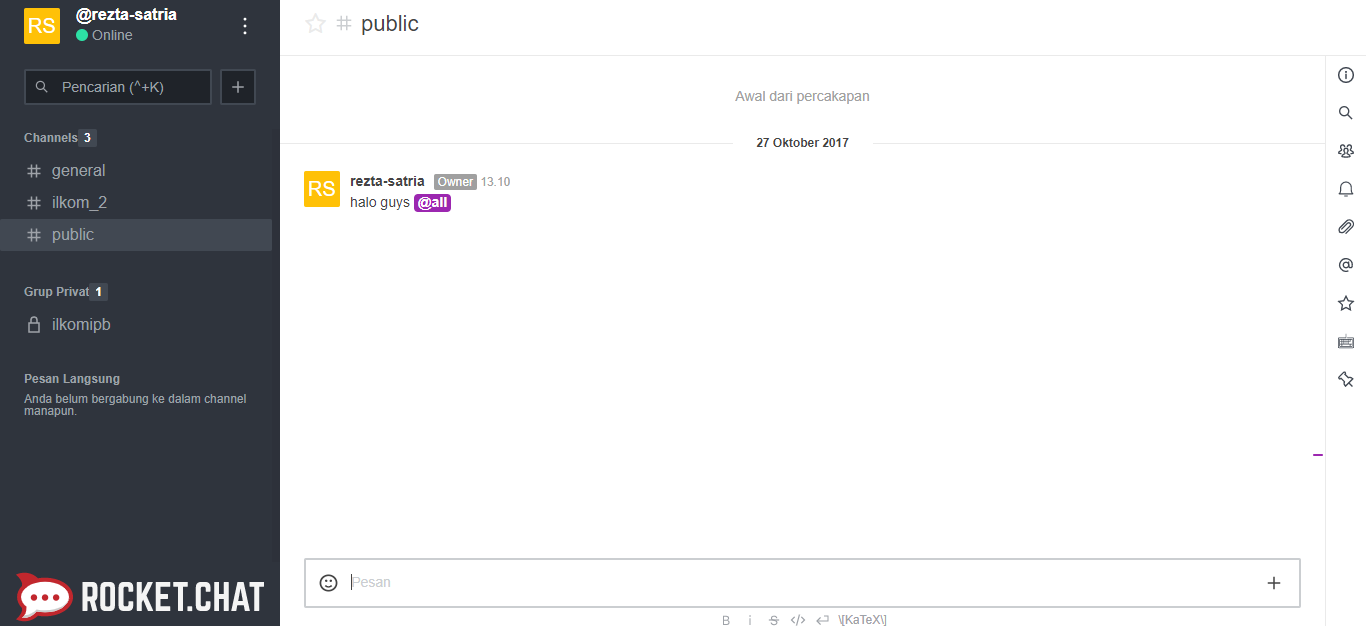 RS
@rezta-satria
Online
Pencarian (^+K)
Channels 3
general
ilkom_2
public
Grup Privat 1
ilkomipb
Pesan Langsung
Anda belum bergabung ke dalam channel
manapun.
ROCKET.CHAT
# public
Awal dari percakapan
27 Oktober 2017
RS
rezta-satria Owner 13.10
halo guys @all
Pesan
B i S </> \[KaTeX\]